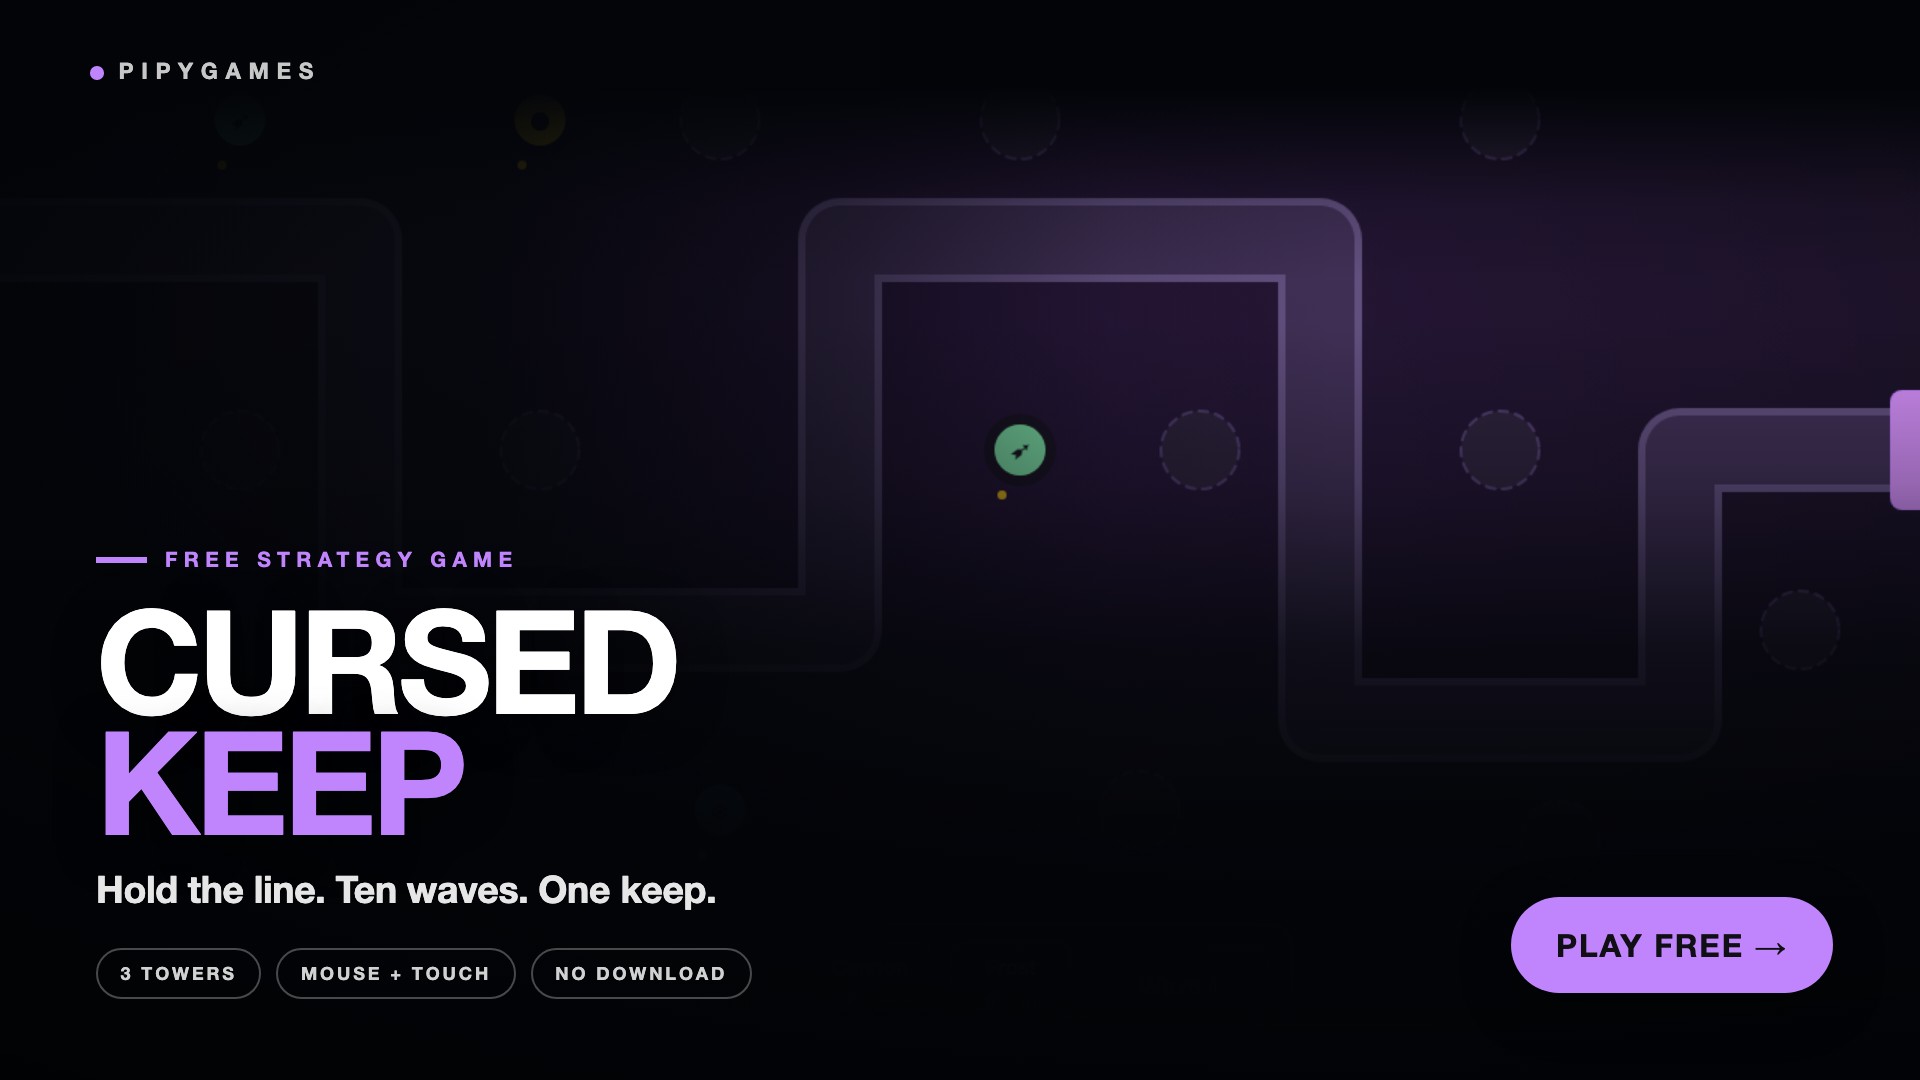 PIPYGAMES
FREE STRATEGY GAME
CURSED
KEEP
Hold the line. Ten waves. One keep.
3 TOWERS
MOUSE + TOUCH
NO DOWNLOAD
PLAY FREE →